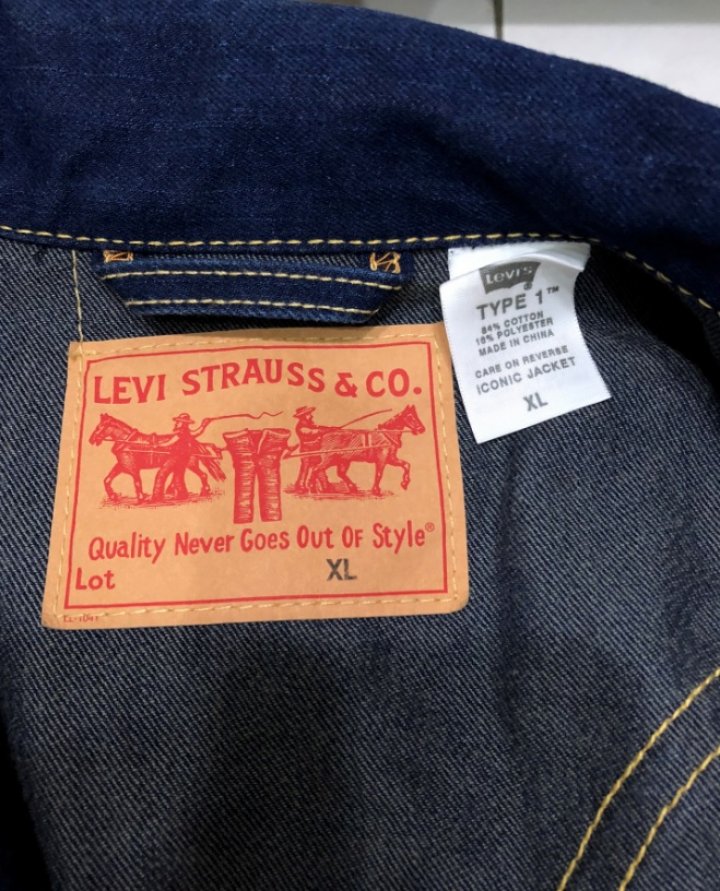 LEVI STRAUSS & CO.
Quality Never Goes Out Of Style®
Lot XL
Levi's
®
TYPE 1™
84% COTTON
16% POLYESTER
MADE IN CHINA
CARE ON REVERSE
ICONIC JACKET
XL